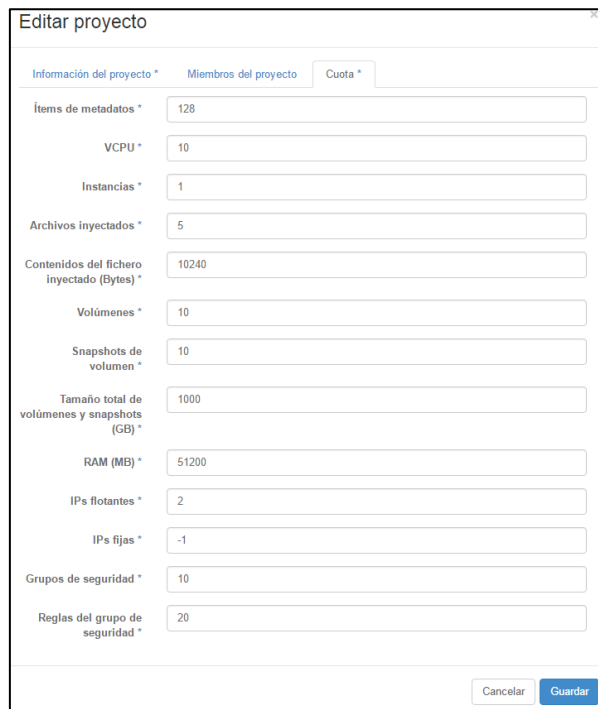 Editar proyecto
×
Información del proyecto *
Miembros del proyecto
Cuota *
Ítems de metadatos *
128
VCPU *
10
Instancias *
1
Archivos inyectados *
5
Contenidos del fichero
inyectado (Bytes) *
10240
Volúmenes *
10
Snapshots de
volumen *
10
Tamaño total de
volúmenes y snapshots
(GB) *
1000
RAM (MB) *
51200
IPs flotantes *
2
IPs fijas *
-1
Grupos de seguridad *
10
Reglas del grupo de
seguridad *
20
Cancelar
Guardar